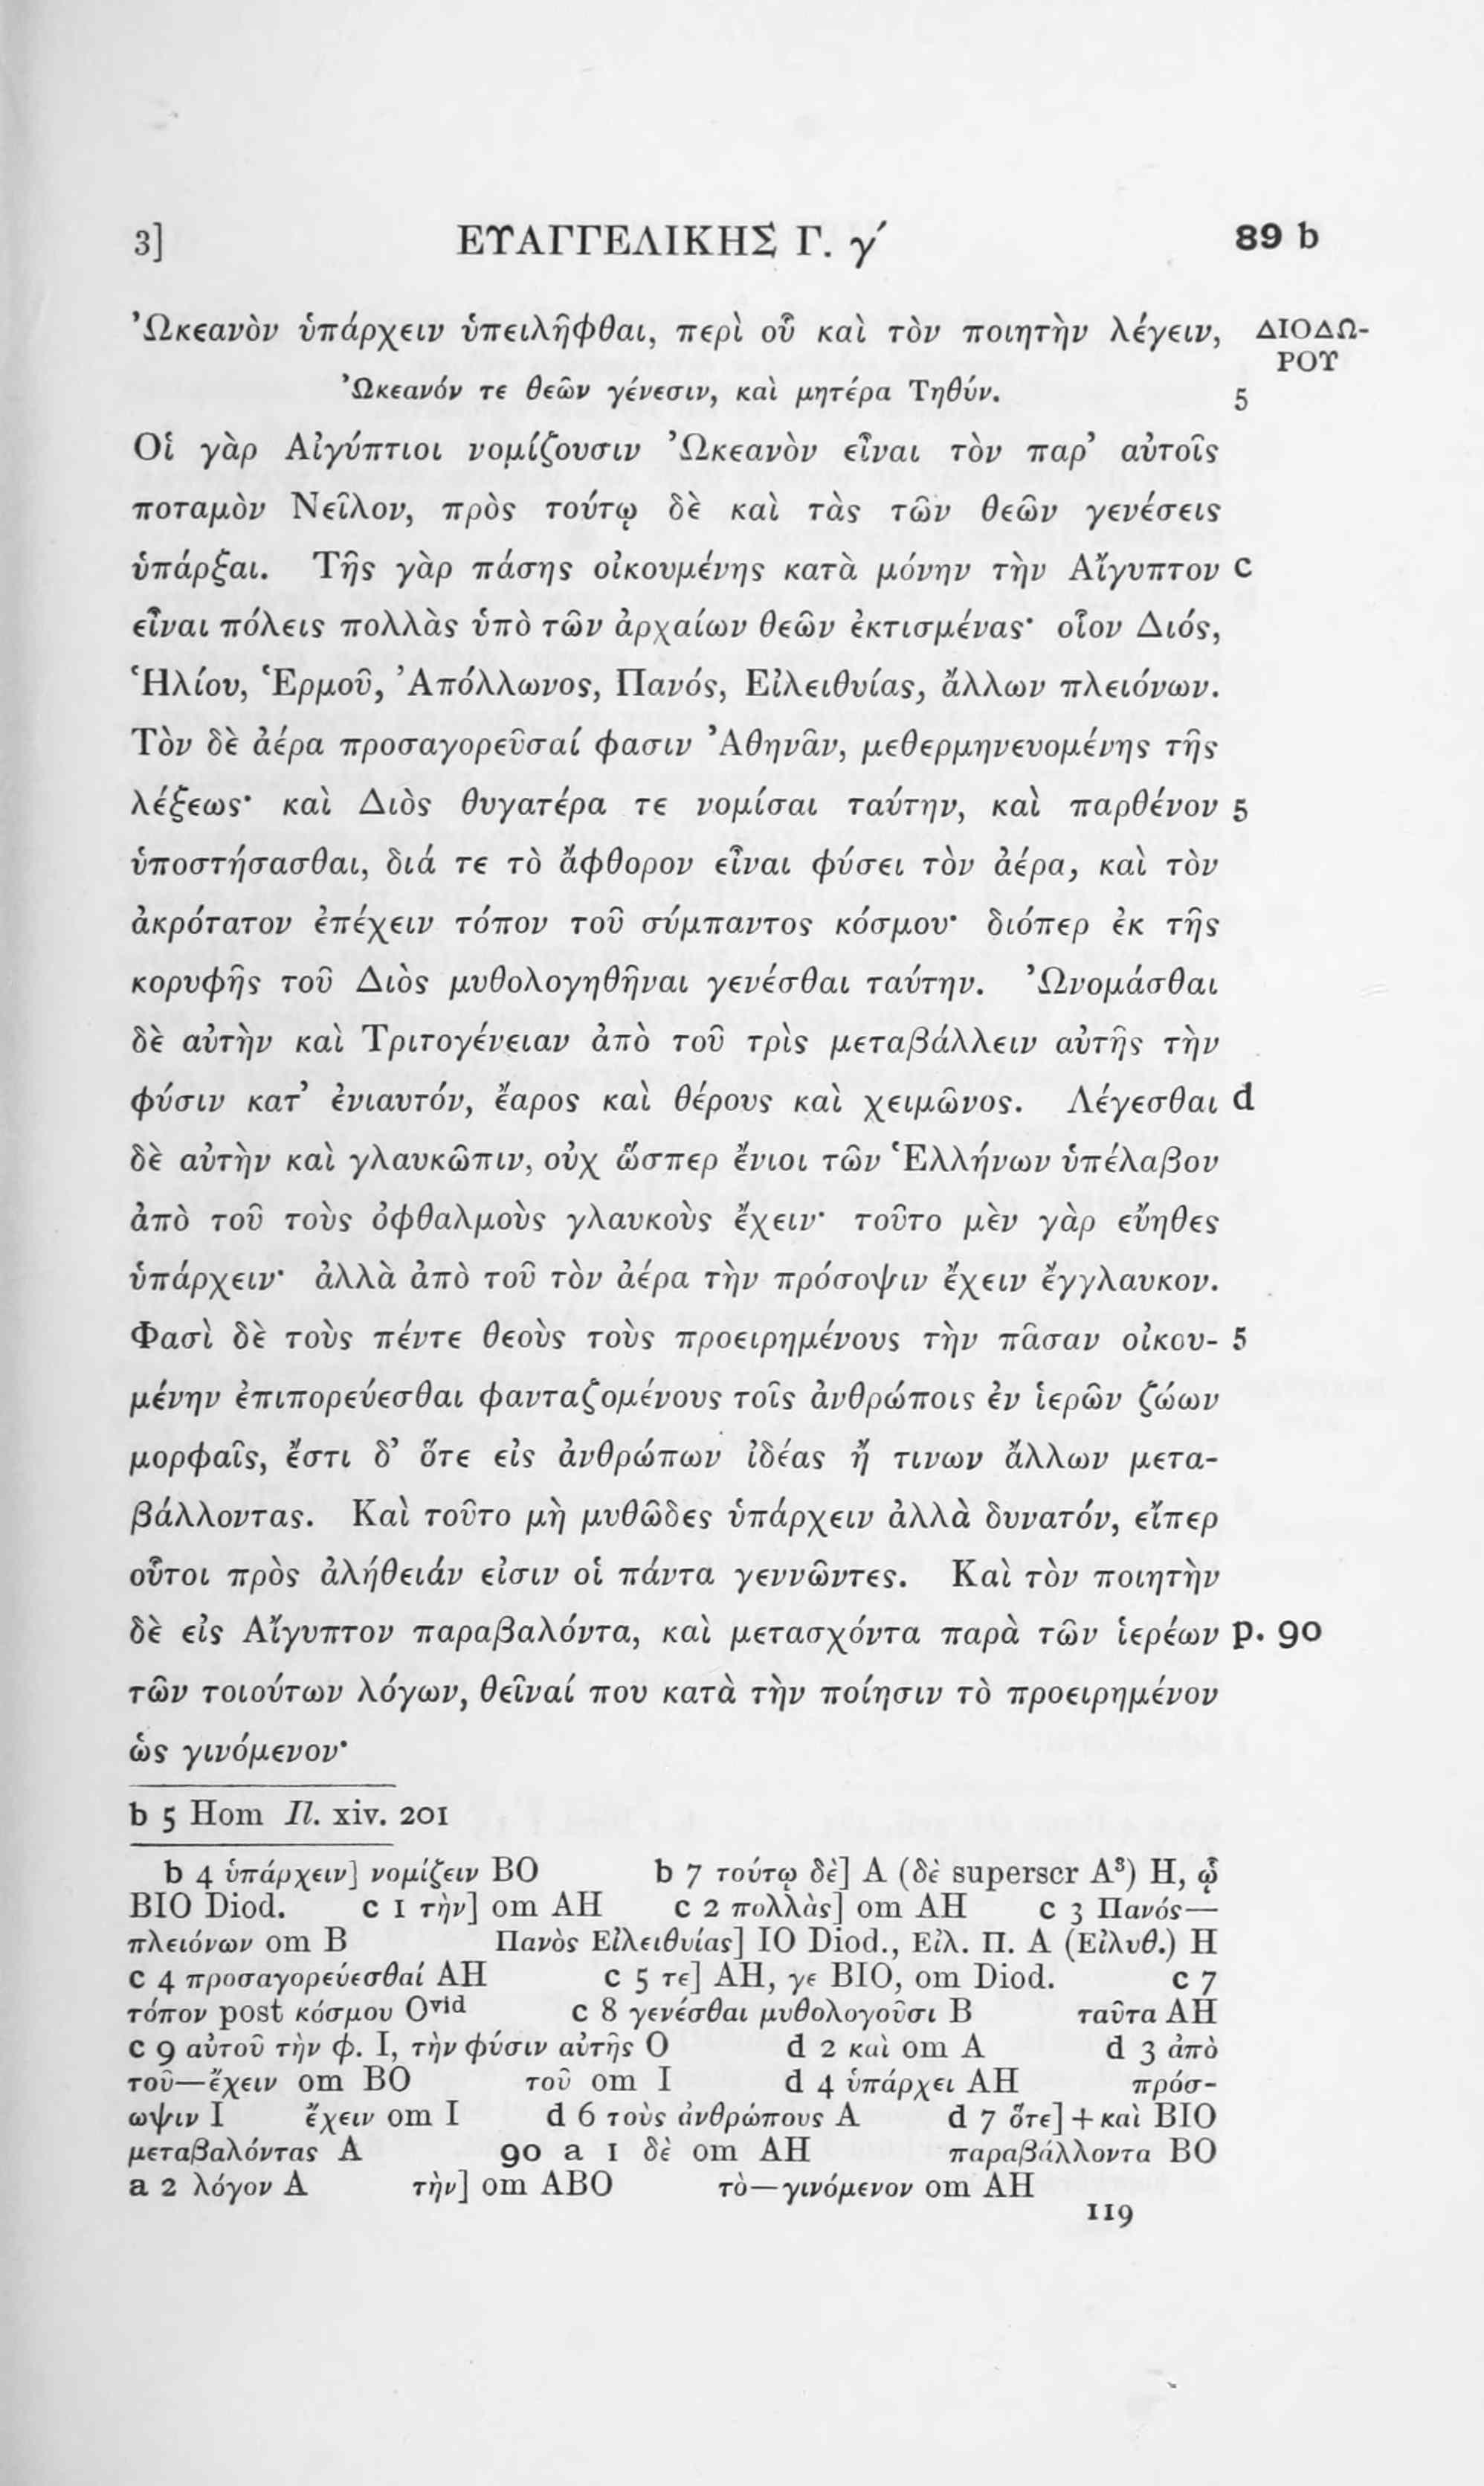 3] ΕΥΑΓΓΕΛΙΚΗΣ Γ. γ´ 89 b
Ὠκεανὸν ὑπάρχειν ὑπειλῆφθαι, περὶ οὗ καὶ τὸν ποιητὴν λέγειν, ΔΙΟΔΩ-
ΡΟΥ
Ὠκεανόν τε θεῶν γένεσιν, καὶ μητέρα Τηθύν. 5
Οἱ γὰρ Αἰγύπτιοι νομίζουσιν Ὠκεανὸν εἶναι τὸν παρ’ αὐτοῖς
ποταμὸν Νεῖλον, πρὸς τούτῳ δὲ καὶ τὰς τῶν θεῶν γενέσεις
ὑπάρξαι. Τῆς γὰρ πάσης οἰκουμένης κατὰ μόνην τὴν Αἴγυπτον c
εἶναι πόλεις πολλὰς ὑπὸ τῶν ἀρχαίων θεῶν ἐκτισμένας· οἷον Διός,
Ἡλίου, Ἑρμοῦ, Ἀπόλλωνος, Πανός, Εἰλειθυίας, ἄλλων πλειόνων.
Τὸν δὲ ἀέρα προσαγορεῦσαί φασιν Ἀθηνᾶν, μεθερμηνευομένης τῆς
λέξεως· καὶ Διὸς θυγατέρα τε νομίσαι ταύτην, καὶ παρθένον 5
ὑποστήσασθαι, διά τε τὸ ἄφθορον εἶναι φύσει τὸν ἀέρα, καὶ τὸν
ἀκρότατον ἐπέχειν τόπον τοῦ σύμπαντος κόσμου· διόπερ ἐκ τῆς
κορυφῆς τοῦ Διὸς μυθολογηθῆναι γενέσθαι ταύτην. Ὠνομάσθαι
δὲ αὐτὴν καὶ Τριτογένειαν ἀπὸ τοῦ τρὶς μεταβάλλειν αὐτῆς τὴν
φύσιν κατ’ ἐνιαυτόν, ἔαρος καὶ θέρους καὶ χειμῶνος. Λέγεσθαι d
δὲ αὐτὴν καὶ γλαυκῶπιν, οὐχ ὥσπερ ἔνιοι τῶν Ἑλλήνων ὑπέλαβον
ἀπὸ τοῦ τοὺς ὀφθαλμοὺς γλαυκοὺς ἔχειν· τοῦτο μὲν γὰρ εὔηθες
ὑπάρχειν· ἀλλὰ ἀπὸ τοῦ τὸν ἀέρα τὴν πρόσοψιν ἔχειν ἔγγλαυκον.
Φασὶ δὲ τοὺς πέντε θεοὺς τοὺς προειρημένους τὴν πᾶσαν οἰκου- 5
μένην ἐπιπορεύεσθαι φανταζομένους τοῖς ἀνθρώποις ἐν ἱερῶν ζώων
μορφαῖς, ἔστι δ’ ὅτε εἰς ἀνθρώπων ἰδέας ἤ τινων ἄλλων μετα-
βάλλοντας. Καὶ τοῦτο μὴ μυθῶδες ὑπάρχειν ἀλλὰ δυνατόν, εἴπερ
οὗτοι πρὸς ἀλήθειάν εἰσιν οἱ πάντα γεννῶντες. Καὶ τὸν ποιητὴν
δὲ εἰς Αἴγυπτον παραβαλόντα, καὶ μετασχόντα παρὰ τῶν ἱερέων p. 90
τῶν τοιούτων λόγων, θεῖναί που κατὰ τὴν ποίησιν τὸ προειρημένον
ὡς γινόμενον·
b 5 Hom Il. xiv. 201
b 4 ὑπάρχειν] νομίζειν BO b 7 τούτῳ δὲ] A (δὲ superscr A³) H, ᾧ
BIO Diod. c 1 τὴν] om AH c 2 πολλὰς] om AH c 3 Πανός—
πλειόνων om B Πανὸς Εἰλειθυίας] IO Diod., Εἰλ. Π. A (Εἰλυθ.) H
c 4 προσαγορεύεσθαί AH c 5 τε] AH, γε BIO, om Diod. c 7
τόπον post κόσμου Oᵛⁱᵈ c 8 γενέσθαι μυθολογοῦσι B ταῦτα AH
c 9 αὐτοῦ τὴν φ. I, τὴν φύσιν αὐτῆς O d 2 καὶ om A d 3 ἀπὸ
τοῦ—ἔχειν om BO τοῦ om I d 4 ὑπάρχει AH πρόσ-
ωψιν I ἔχειν om I d 6 τοὺς ἀνθρώπους A d 7 ὅτε] + καὶ BIO
μεταβαλόντας A 90 a 1 δὲ om AH παραβάλλοντα BO
a 2 λόγον A τὴν] om ABO τὸ—γινόμενον om AH
119